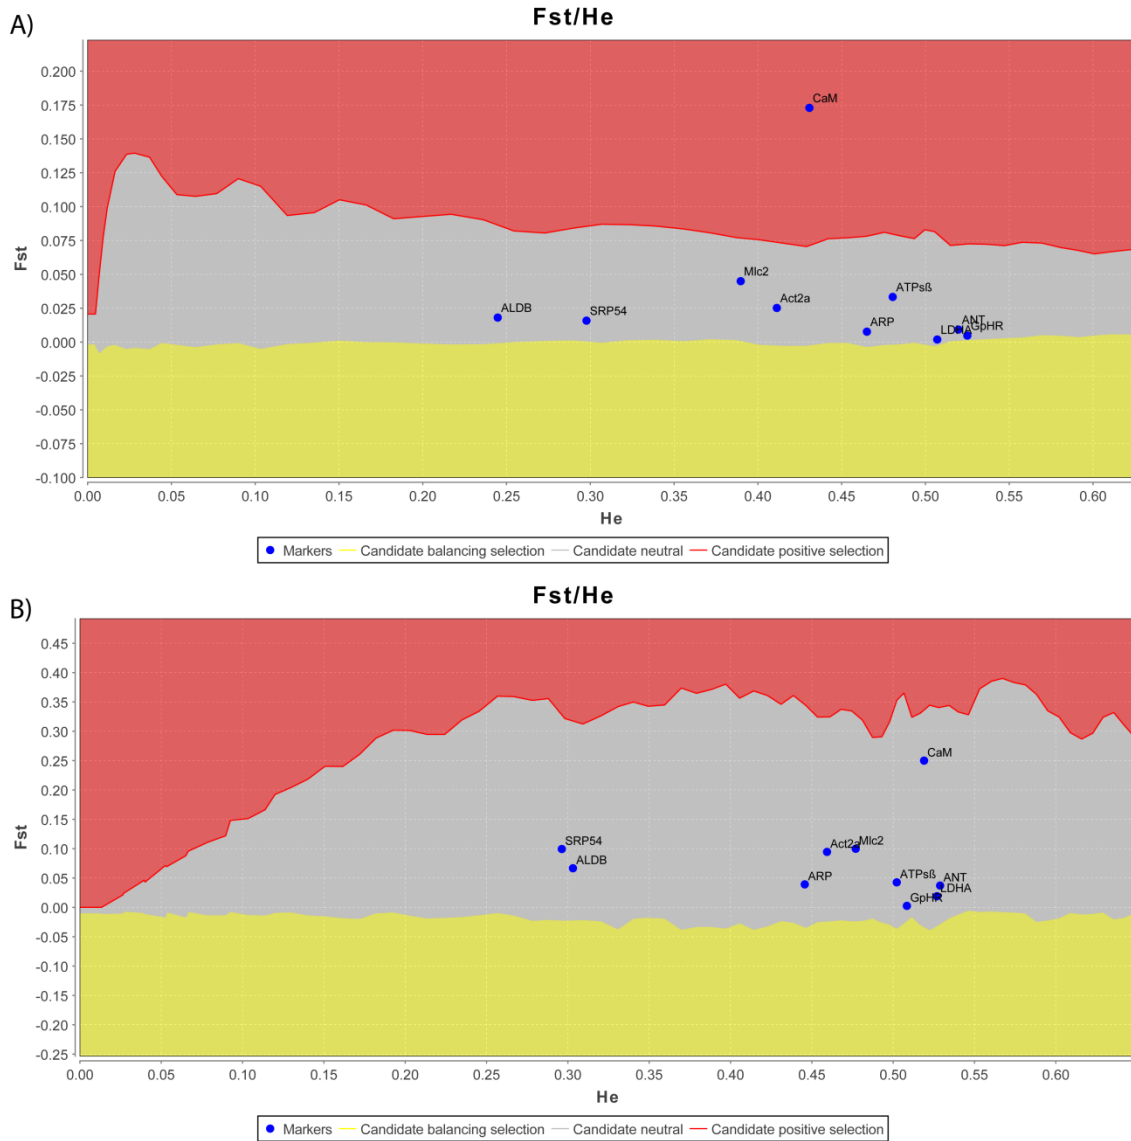 A)
Fst/He
0.200
0.175
0.150
0.125
0.100
0.075
0.050
0.025
0.000
-0.025
-0.050
-0.075
-0.100
Fst
CaM
Mlc2
Act2a
ATPsß
ALDB
SRP54
ARP
ANT
GpHR
LDHA
0.00 0.05 0.10 0.15 0.20 0.25 0.30 0.35 0.40 0.45 0.50 0.55 0.60
He
Markers Candidate balancing selection Candidate neutral Candidate positive selection
B)
Fst/He
0.45
0.40
0.35
0.30
0.25
0.20
0.15
0.10
0.05
0.00
-0.05
-0.10
-0.15
-0.20
-0.25
Fst
CaM
SRP54
Act2a
Mlc2
ALDB
ARP
ATPsß
ANT
LDHA
GpHR
0.00 0.05 0.10 0.15 0.20 0.25 0.30 0.35 0.40 0.45 0.50 0.55 0.60
He
Markers Candidate balancing selection Candidate neutral Candidate positive selection